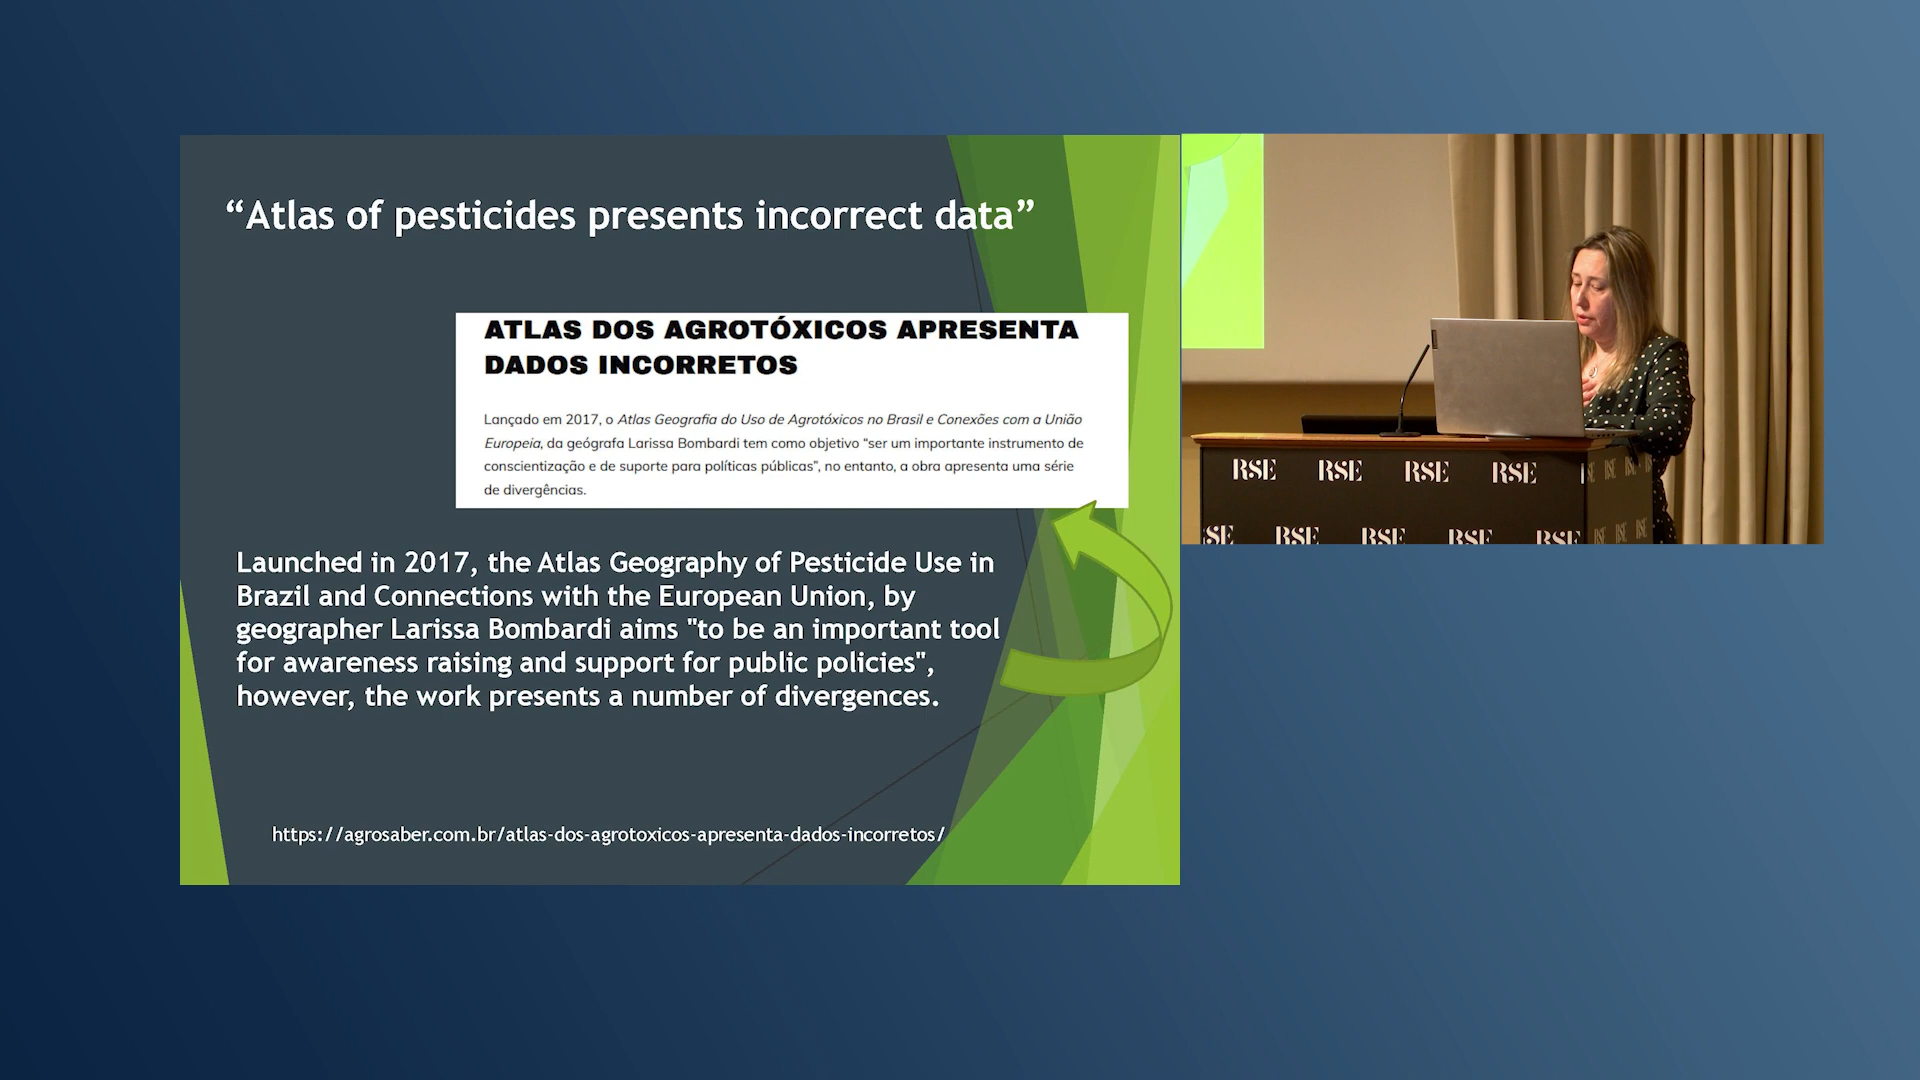 “Atlas of pesticides presents incorrect data”
ATLAS DOS AGROTÓXICOS APRESENTA
DADOS INCORRETOS
Lançado em 2017, o Atlas Geografia do Uso de Agrotóxicos no Brasil e Conexões com a União
Europeia, da geógrafa Larissa Bombardi tem como objetivo “ser um importante instrumento de
conscientização e de suporte para políticas públicas”, no entanto, a obra apresenta uma série
de divergências.
Launched in 2017, the Atlas Geography of Pesticide Use in
Brazil and Connections with the European Union, by
geographer Larissa Bombardi aims "to be an important tool
for awareness raising and support for public policies",
however, the work presents a number of divergences.
https://agrosaber.com.br/atlas-dos-agrotoxicos-apresenta-dados-incorretos/
RSE RSE RSE RSE RSE RSE RSE
RSE RSE RSE RSE RSE RSE RSE